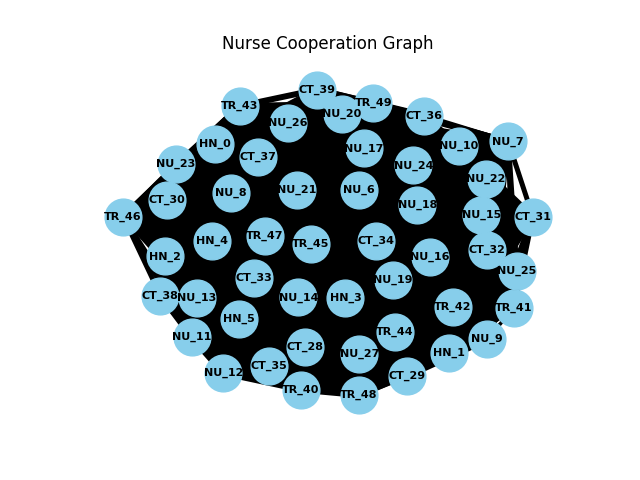 Nurse Cooperation Graph
CT_39
TR_49
TR_43
NU_20
CT_36
NU_26
NU_7
HN_0
NU_10
NU_17
CT_37
NU_23
NU_24
NU_22
NU_21
NU_6
NU_8
CT_30
NU_18
NU_15
CT_31
TR_46
TR_47
HN_4
CT_34
TR_45
CT_32
HN_2
NU_16
NU_25
CT_33
NU_19
CT_38
NU_13
NU_14
HN_3
TR_42
TR_41
HN_5
TR_44
NU_11
NU_9
CT_28
HN_1
NU_27
CT_35
NU_12
CT_29
TR_40
TR_48